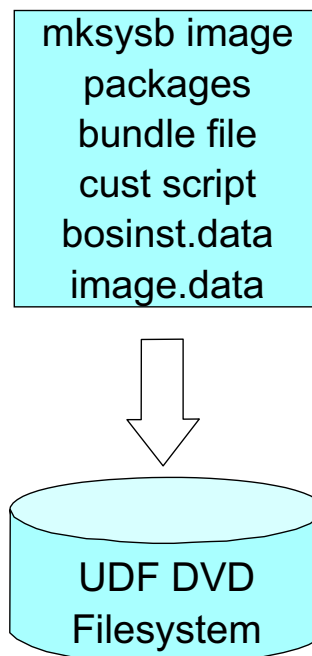 mksysb image
packages
bundle file
cust script
bosinst.data
image.data
UDF DVD
Filesystem